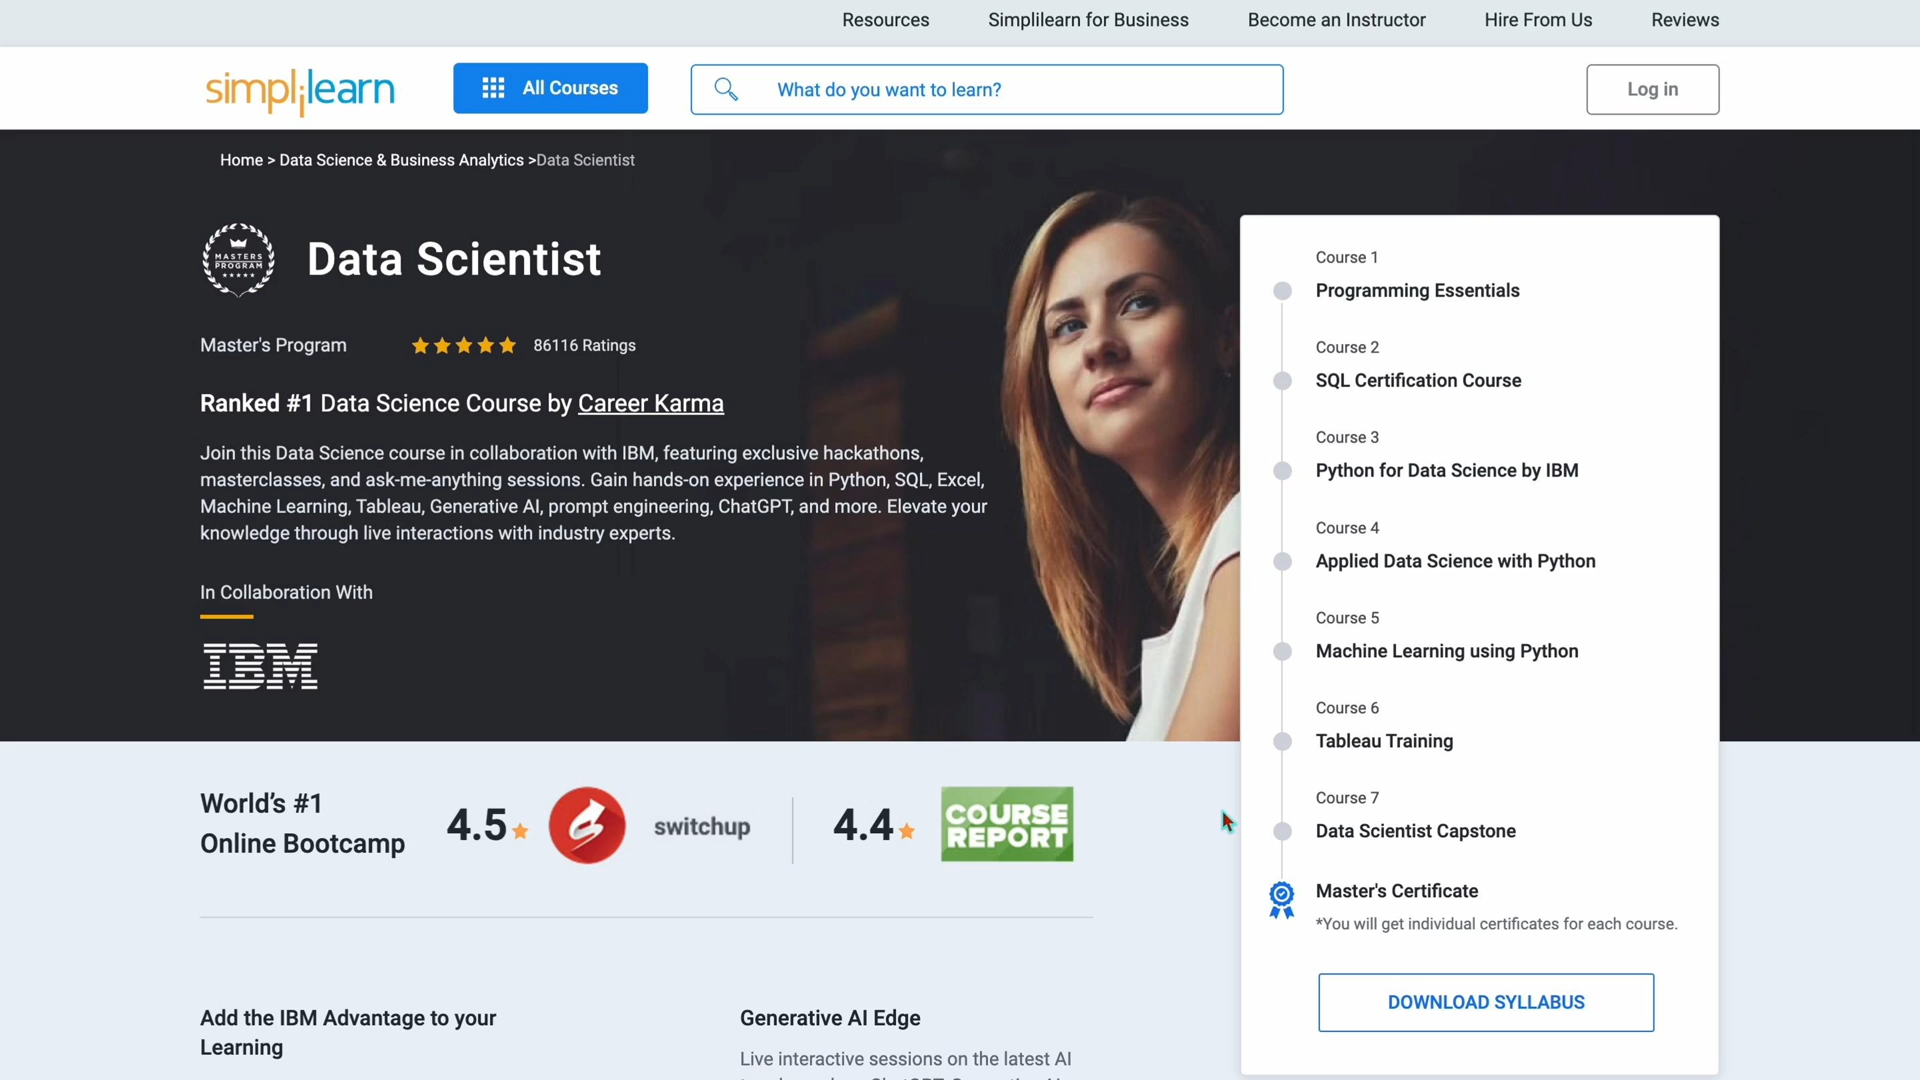 Resources Simplilearn for Business Become an Instructor Hire From Us Reviews
simplilearn All Courses What do you want to learn? Log in
Home > Data Science & Business Analytics >Data Scientist
MASTERS
PROGRAM
Data Scientist
Master's Program 86116 Ratings
Ranked #1 Data Science Course by Career Karma
Join this Data Science course in collaboration with IBM, featuring exclusive hackathons,
masterclasses, and ask-me-anything sessions. Gain hands-on experience in Python, SQL, Excel,
Machine Learning, Tableau, Generative AI, prompt engineering, ChatGPT, and more. Elevate your
knowledge through live interactions with industry experts.
In Collaboration With
IBM
Course 1
Programming Essentials
Course 2
SQL Certification Course
Course 3
Python for Data Science by IBM
Course 4
Applied Data Science with Python
Course 5
Machine Learning using Python
Course 6
Tableau Training
Course 7
Data Scientist Capstone
Master's Certificate
*You will get individual certificates for each course.
DOWNLOAD SYLLABUS
World's #1
Online Bootcamp
4.5 switchup
4.4 COURSE
REPORT
Add the IBM Advantage to your
Learning
Generative AI Edge
Live interactive sessions on the latest AI